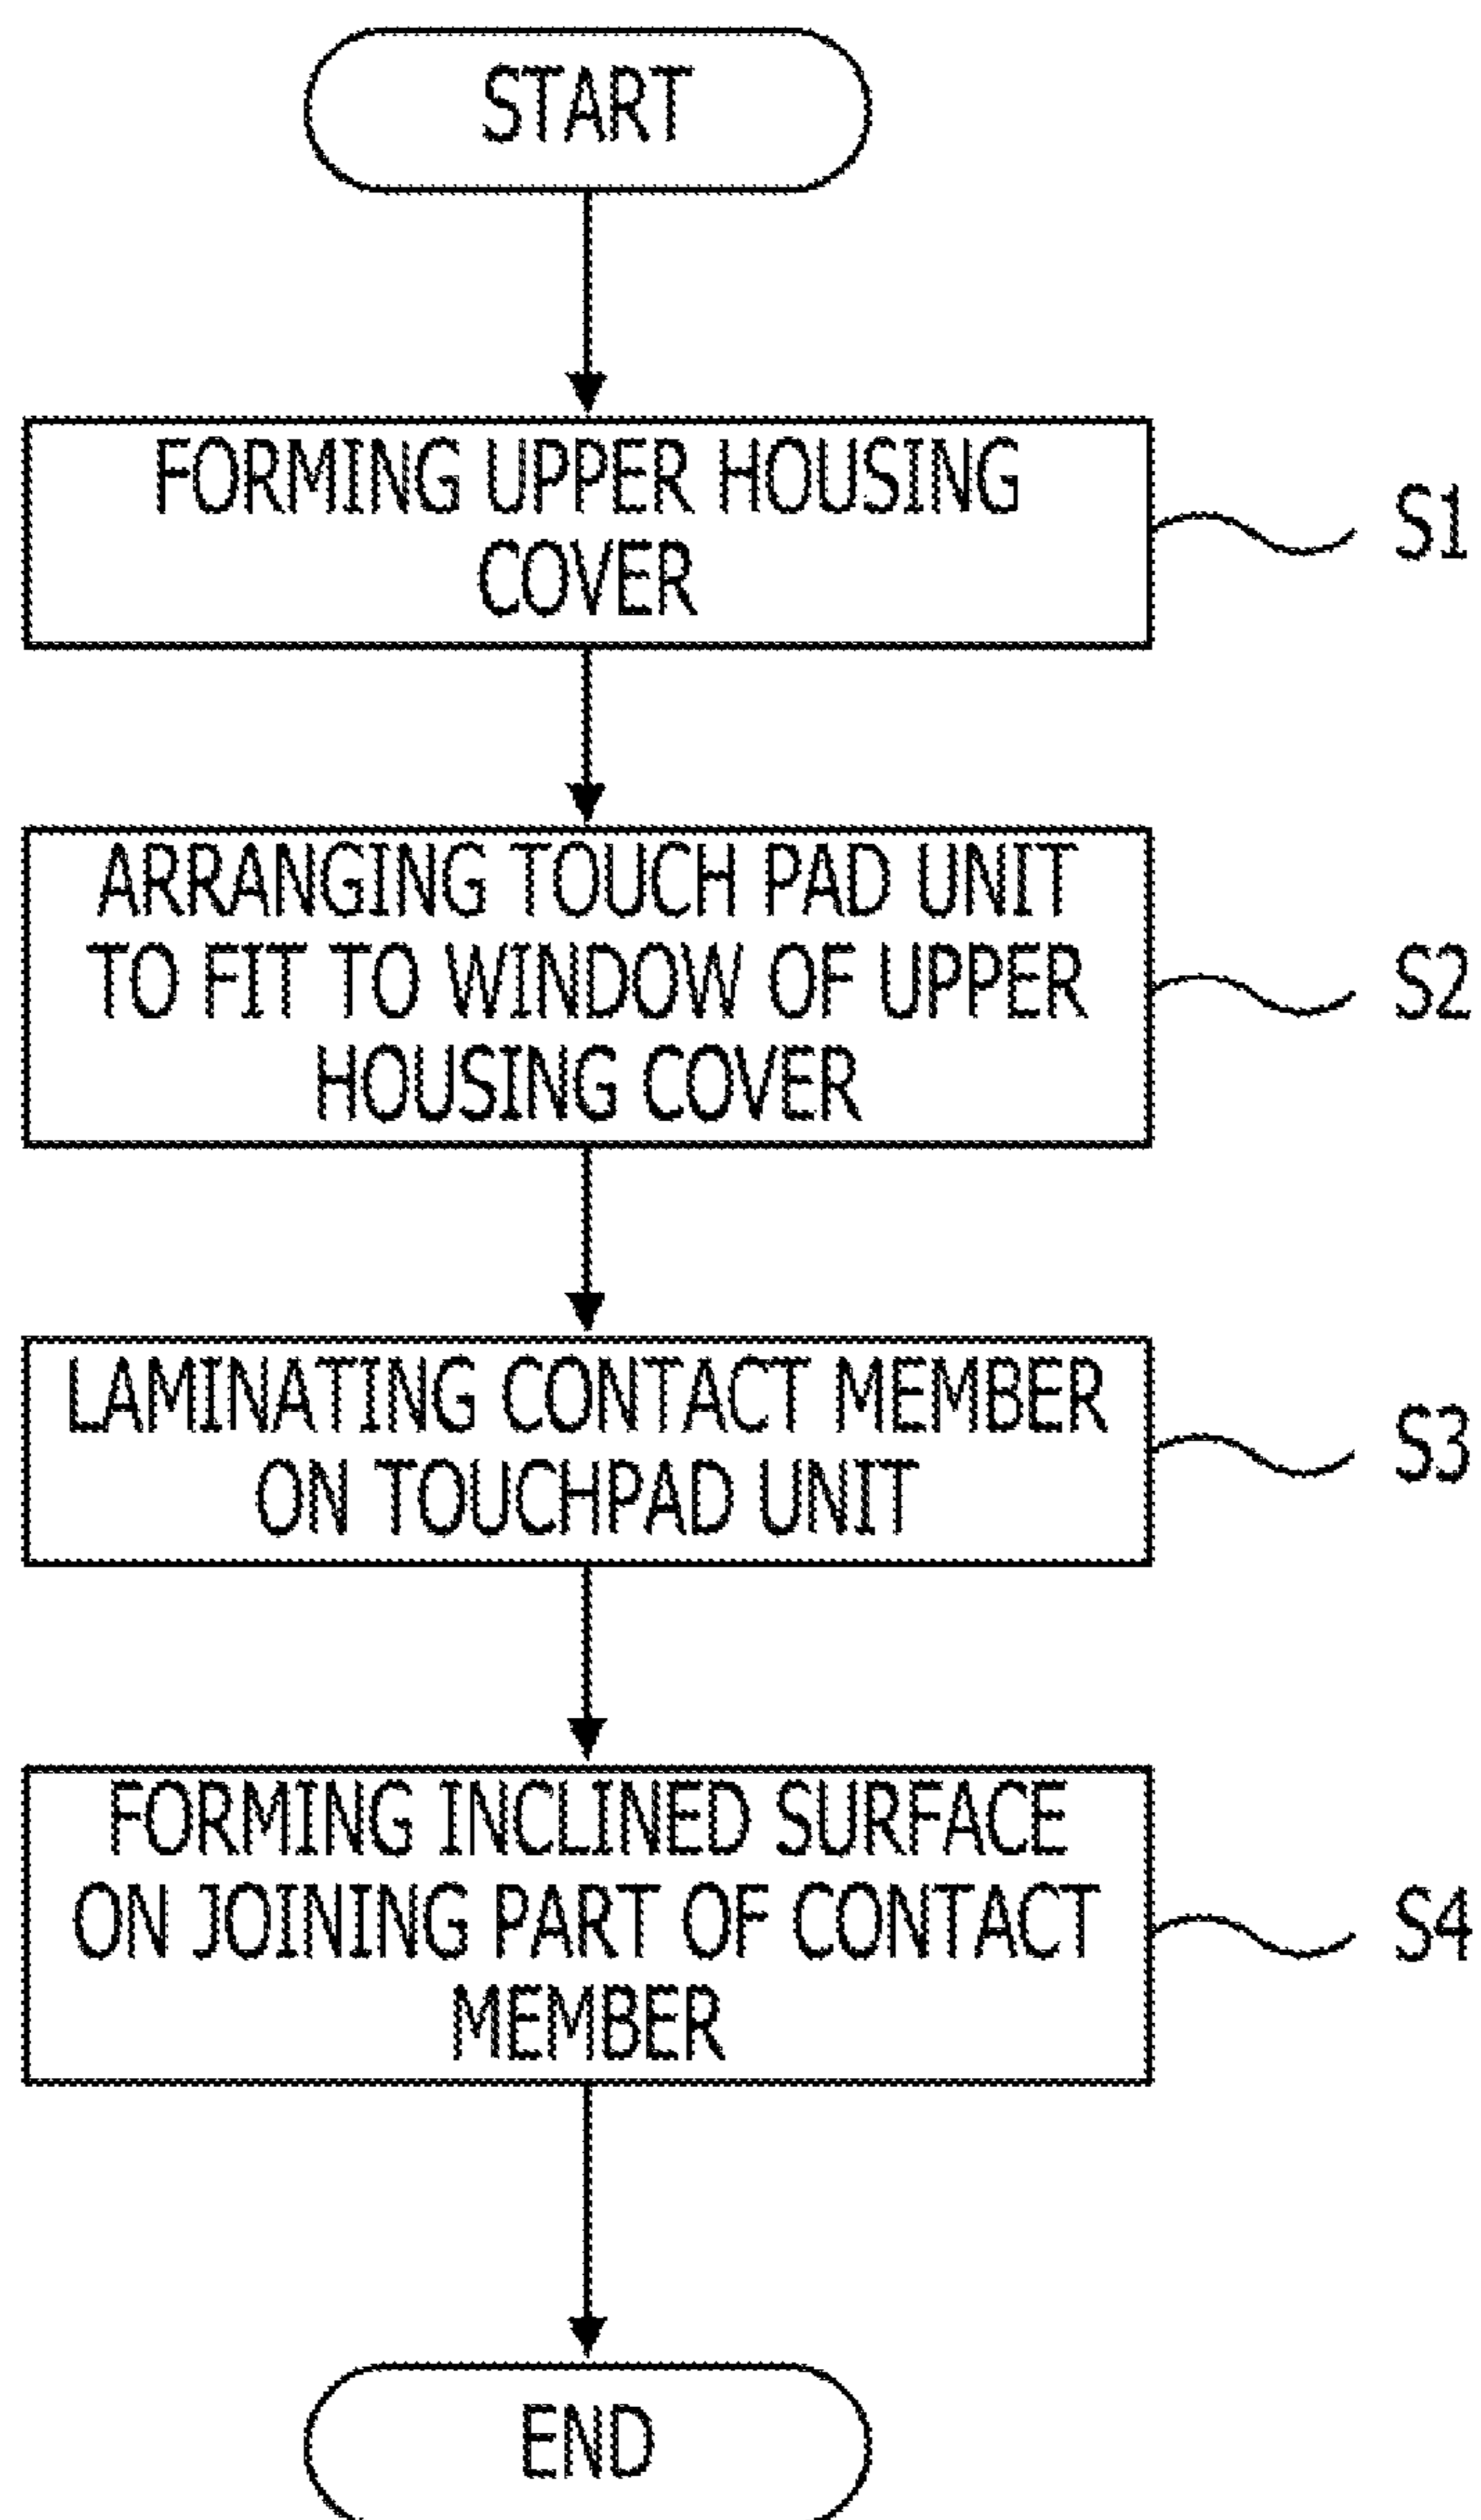 START
FORMING UPPER HOUSING
COVER
S1
ARRANGING TOUCH PAD UNIT
TO FIT TO WINDOW OF UPPER
HOUSING COVER
S2
LAMINATING CONTACT MEMBER
ON TOUCHPAD UNIT
S3
FORMING INCLINED SURFACE
ON JOINING PART OF CONTACT
MEMBER
S4
END